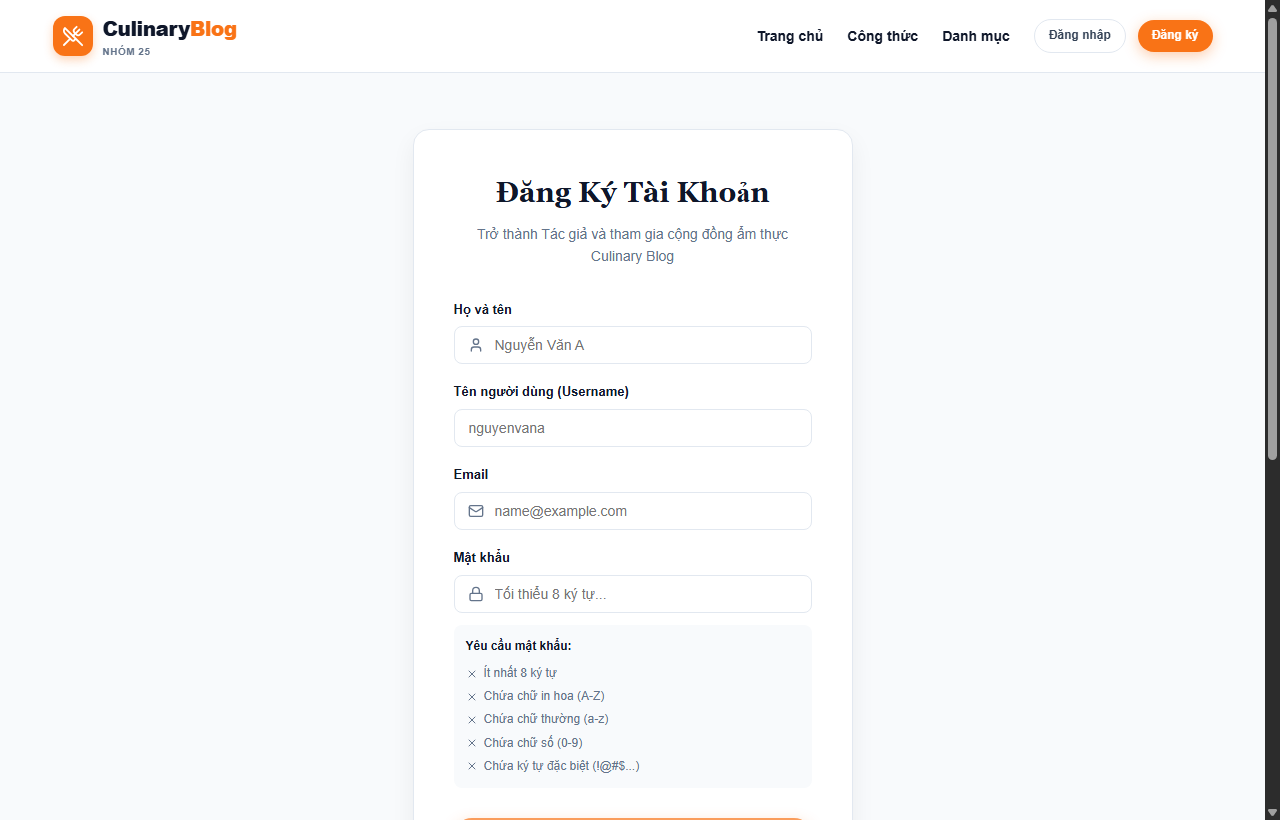 CulinaryBlog
NHÓM 25
Trang chủ
Công thức
Danh mục
Đăng nhập
Đăng ký
Đăng Ký Tài Khoản
Trở thành Tác giả và tham gia cộng đồng ẩm thực
Culinary Blog
Họ và tên
Nguyễn Văn A
Tên người dùng (Username)
nguyenvana
Email
name@example.com
Mật khẩu
Tối thiểu 8 ký tự...
Yêu cầu mật khẩu:
Ít nhất 8 ký tự
Chứa chữ in hoa (A-Z)
Chứa chữ thường (a-z)
Chứa chữ số (0-9)
Chứa ký tự đặc biệt (!@#$...)